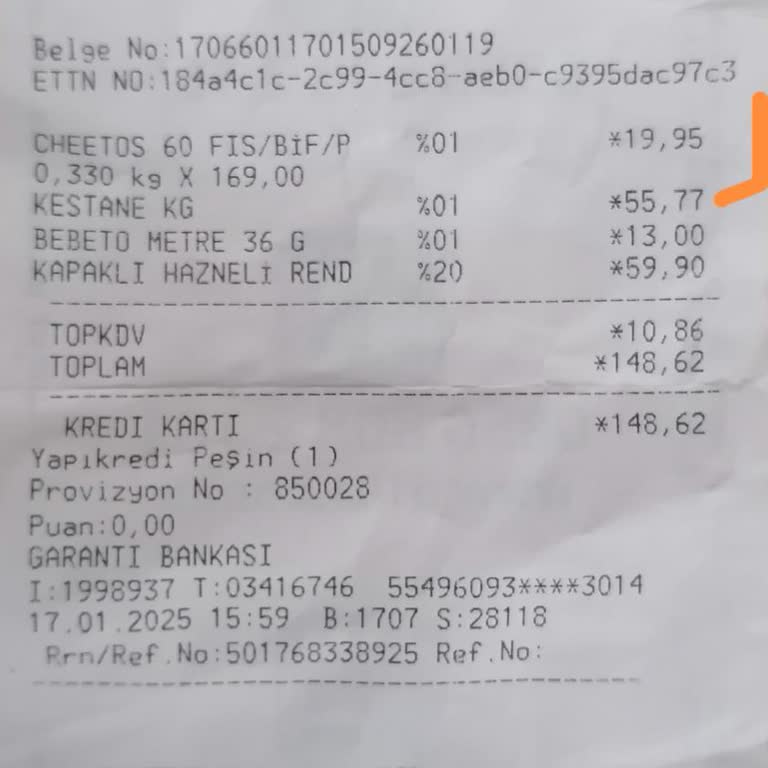 Belge No:17066011701509260119
ETTN NO:184a4c1c-2c99-4cc8-aeb0-c9395dac97c3
CHEETOS 60 FIS/BİF/P %01 *19,95
0,330 kg X 169,00
KESTANE KG %01 *55,77
BEBETO METRE 36 G %01 *13,00
KAPAKLI HAZNELİ REND %20 *59,90
TOPKDV *10,86
TOPLAM *148,62
KREDI KARTI *148,62
Yapıkredi Peşin (1)
Provizyon No : 850028
Puan:0,00
GARANTI BANKASI
I:1998937 T:03416746 55496093****3014
17.01.2025 15:59 B:1707 S:28118
Rrn/Ref.No:501768338925 Ref.No: